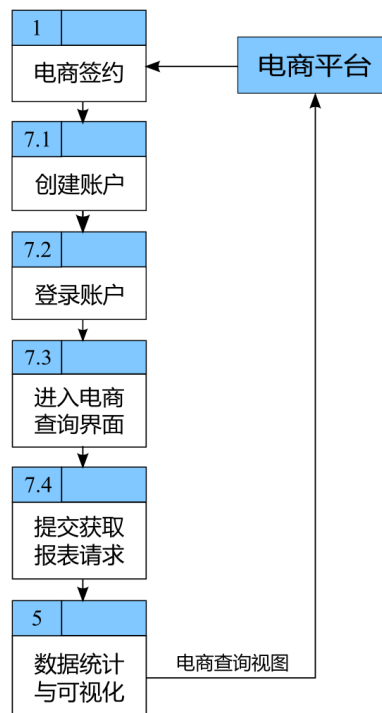 1
电商签约
电商平台
7.1
创建账户
7.2
登录账户
7.3
进入电商
查询界面
7.4
提交获取
报表请求
5
数据统计
与可视化
电商查询视图